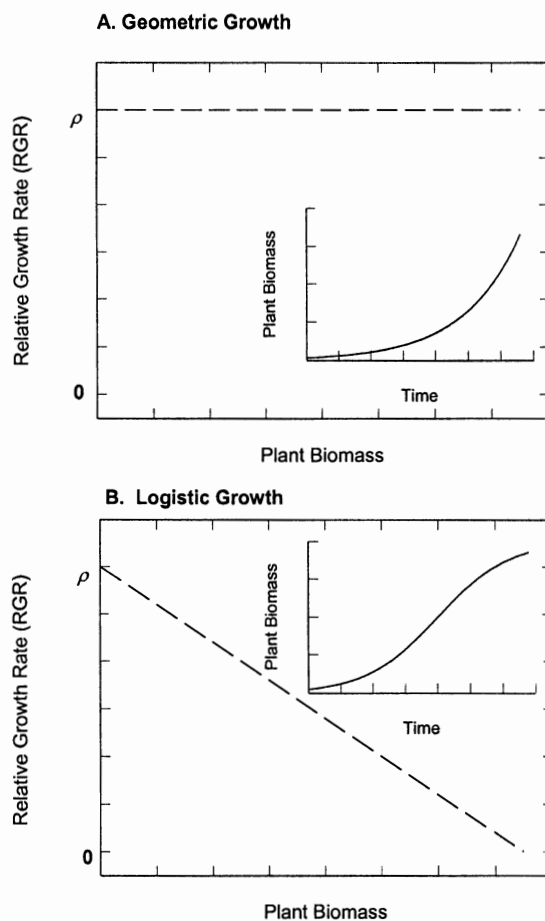 A. Geometric Growth
Relative Growth Rate (RGR)
ρ
0
Plant Biomass
Time
Plant Biomass
B. Logistic Growth
Relative Growth Rate (RGR)
ρ
0
Plant Biomass
Time
Plant Biomass